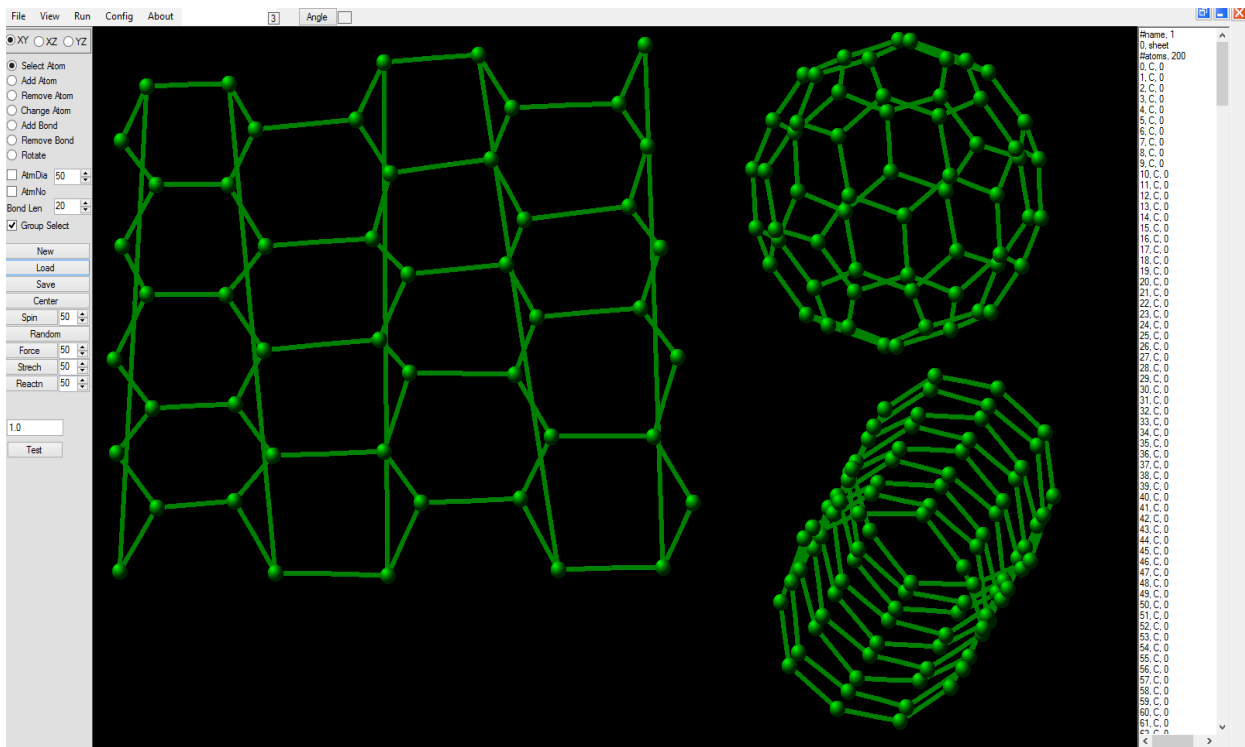 File View Run Config About 3 Angle
XY XZ YZ
Select Atom
Add Atom
Remove Atom
Change Atom
Add Bond
Remove Bond
Rotate
AtmDia 50
AtmNo
Bond Len 20
Group Select
New
Load
Save
Center
Spin 50
Random
Force 50
Strech 50
Reactn 50
1.0
Test
#name, 1
0, sheet
#atoms, 200
0, C, 0
1, C, 0
2, C, 0
3, C, 0
4, C, 0
5, C, 0
6, C, 0
7, C, 0
8, C, 0
9, C, 0
10, C, 0
11, C, 0
12, C, 0
13, C, 0
14, C, 0
15, C, 0
16, C, 0
17, C, 0
18, C, 0
19, C, 0
20, C, 0
21, C, 0
22, C, 0
23, C, 0
24, C, 0
25, C, 0
26, C, 0
27, C, 0
28, C, 0
29, C, 0
30, C, 0
31, C, 0
32, C, 0
33, C, 0
34, C, 0
35, C, 0
36, C, 0
37, C, 0
38, C, 0
39, C, 0
40, C, 0
41, C, 0
42, C, 0
43, C, 0
44, C, 0
45, C, 0
46, C, 0
47, C, 0
48, C, 0
49, C, 0
50, C, 0
51, C, 0
52, C, 0
53, C, 0
54, C, 0
55, C, 0
56, C, 0
57, C, 0
58, C, 0
59, C, 0
60, C, 0
61, C, 0
62, C, 0